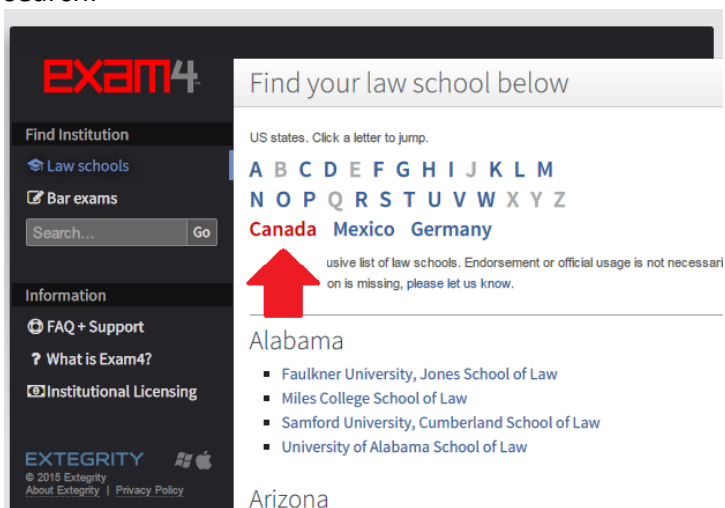 search.
exam4
Find Institution
Law schools
Bar exams
Search...
Go
Information
FAQ + Support
? What is Exam4?
Institutional Licensing
EXTEGRITY
© 2015 Extegrity
About Extegrity | Privacy Policy
Find your law school below
US states. Click a letter to jump.
A B C D E F G H I J K L M
N O P Q R S T U V W X Y Z
Canada Mexico Germany
list of law schools. Endorsement or official usage is not
on is missing, please let us know.
Alabama
Faulkner University, Jones School of Law
Miles College School of Law
Samford University, Cumberland School of Law
University of Alabama School of Law
Arizona